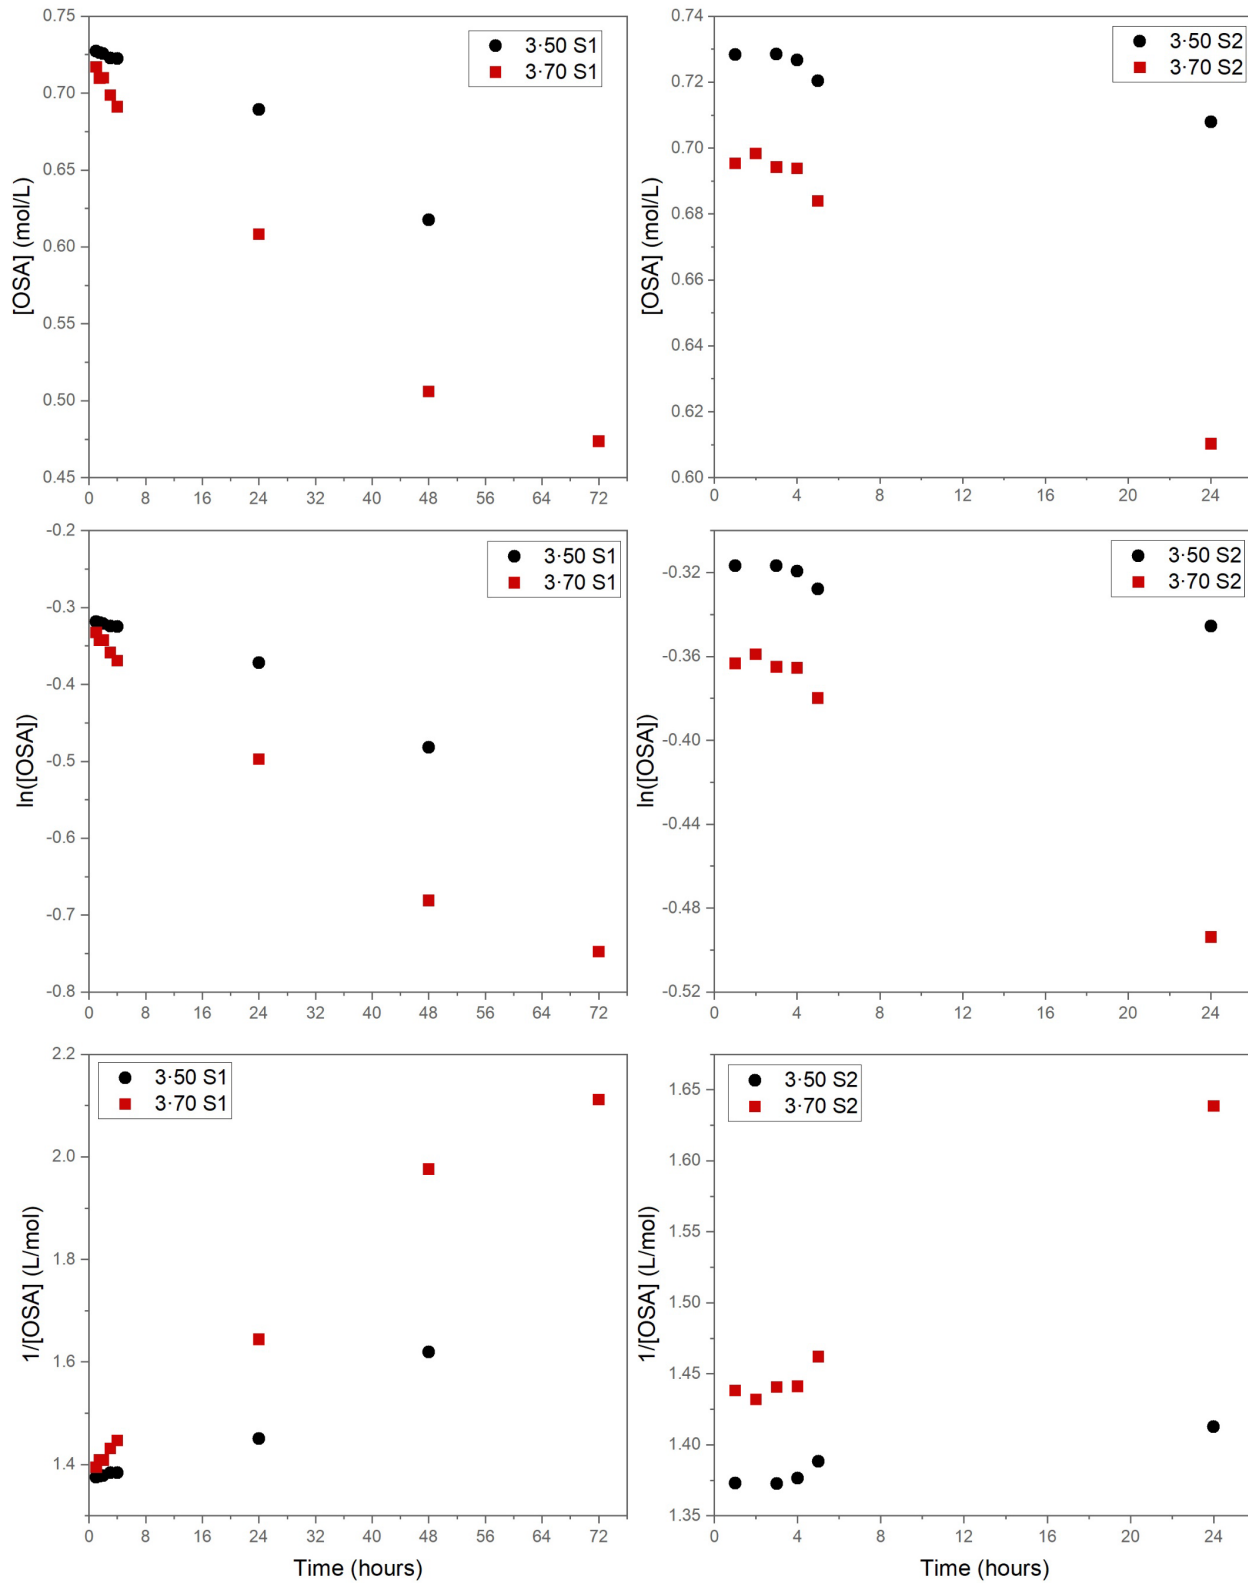 0.75
0.70
0.65
0.60
0.55
0.50
0.45
[OSA] (mol/L)
3·50 S1
3·70 S1
0 8 16 24 32 40 48 56 64 72
0.74
0.72
0.70
0.68
0.66
0.64
0.62
0.60
[OSA] (mol/L)
3·50 S2
3·70 S2
0 4 8 12 16 20 24
-0.2
-0.3
-0.4
-0.5
-0.6
-0.7
-0.8
ln([OSA])
3·50 S1
3·70 S1
0 8 16 24 32 40 48 56 64 72
-0.32
-0.36
-0.40
-0.44
-0.48
-0.52
ln([OSA])
3·50 S2
3·70 S2
0 4 8 12 16 20 24
2.2
2.0
1.8
1.6
1.4
1/[OSA] (L/mol)
3·50 S1
3·70 S1
0 8 16 24 32 40 48 56 64 72
Time (hours)
1.65
1.60
1.55
1.50
1.45
1.40
1.35
1/[OSA] (L/mol)
3·50 S2
3·70 S2
0 4 8 12 16 20 24
Time (hours)